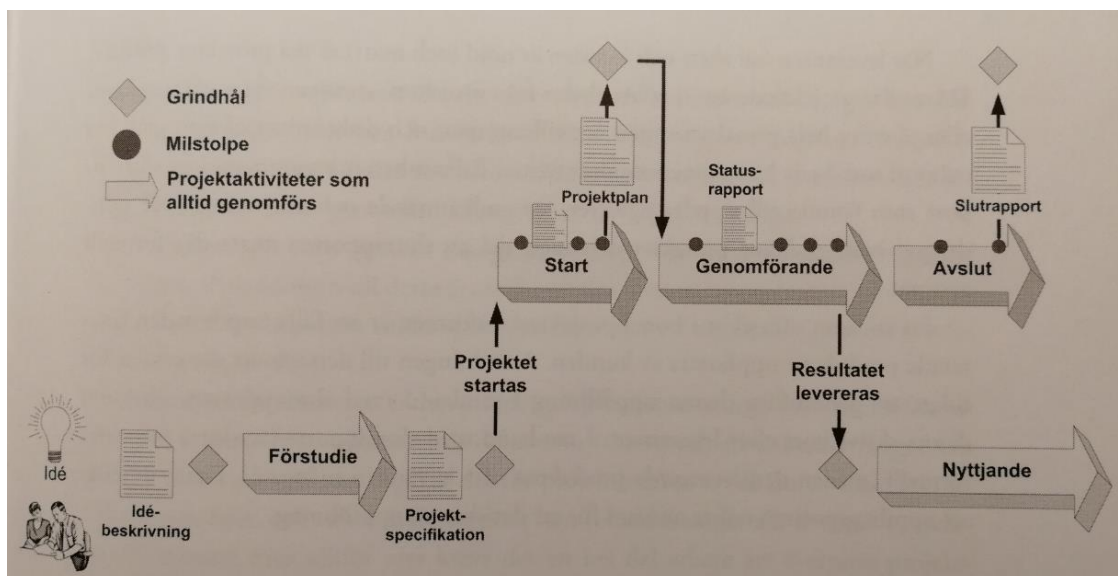 Grindhål
Milstolpe
Projektaktiviteter som
alltid genomförs
Projektplan
Status-
rapport
Slutrapport
Start
Genomförande
Avslut
Projektet
startas
Resultatet
levereras
Idé
Idé-
beskrivning
Förstudie
Projekt-
specifikation
Nyttjande